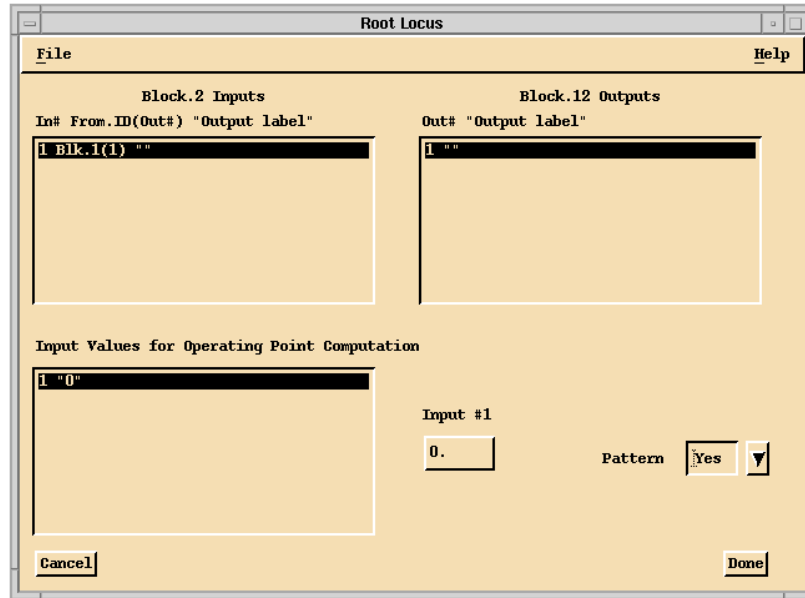 Root Locus
File Help
Block.2 Inputs Block.12 Outputs
In# From.ID(Out#) "Output label" Out# "Output label"
1 Blk.1(1) "" 1 ""
Input Values for Operating Point Computation
1 "0"
Input #1
0.
Pattern Yes
Cancel Done